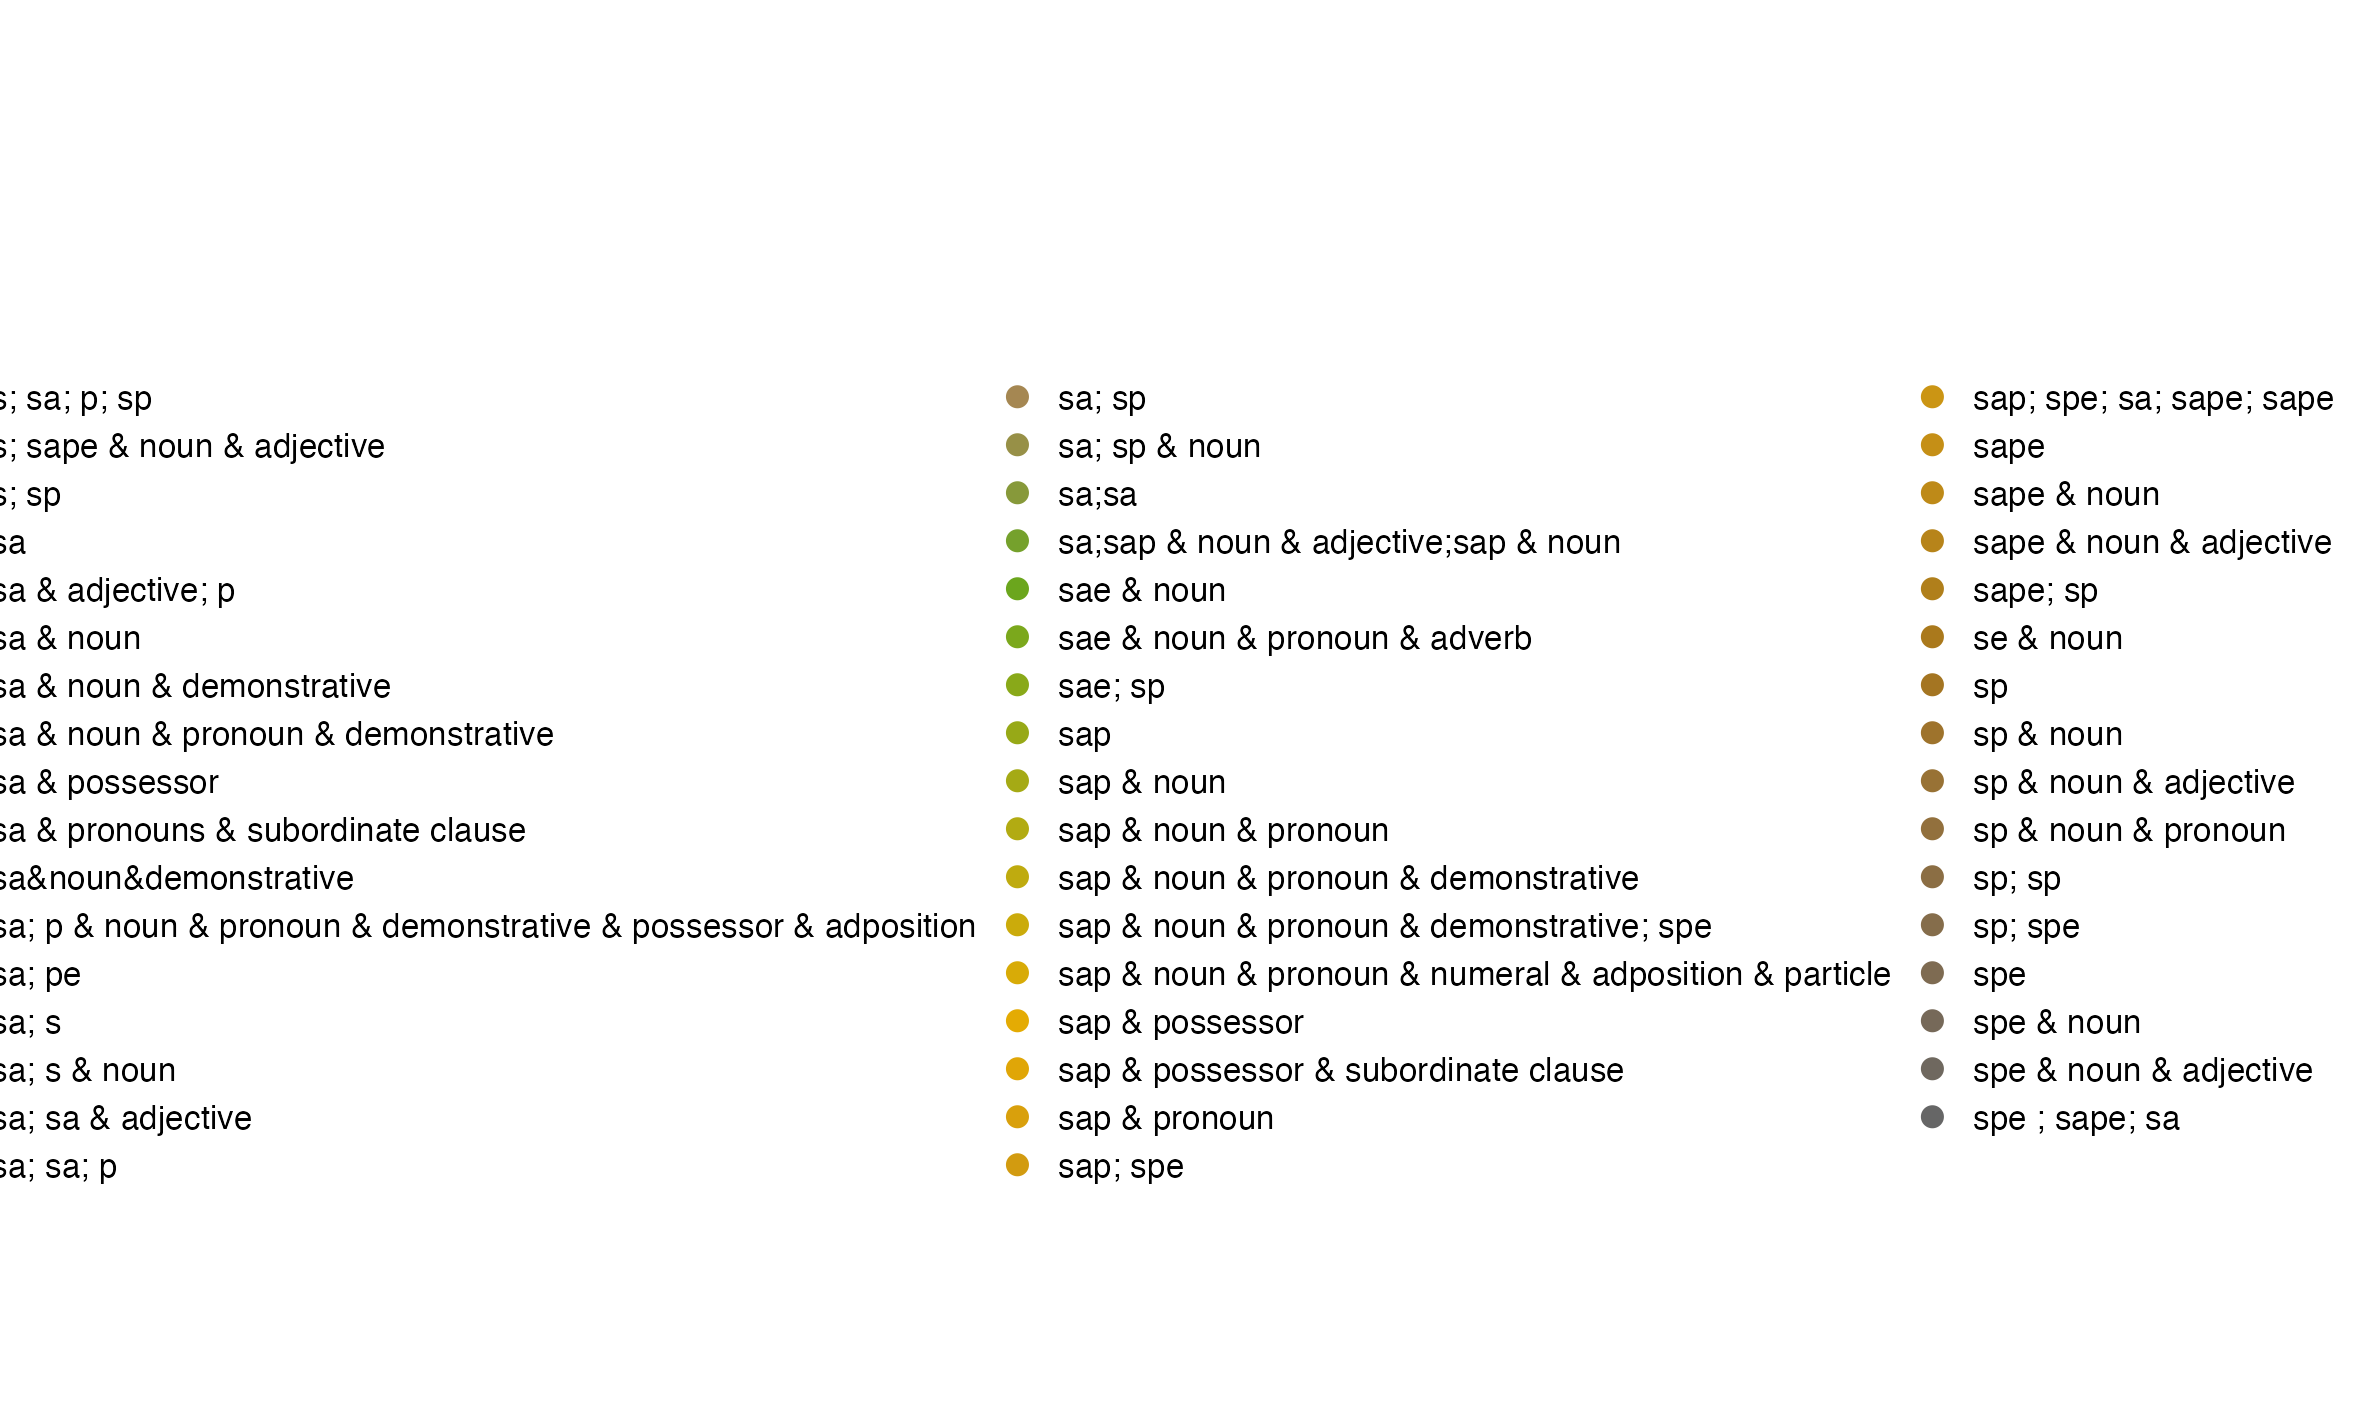 s; sa; p; sp
s; sape & noun & adjective
s; sp
sa
sa & adjective; p
sa & noun
sa & noun & demonstrative
sa & noun & pronoun & demonstrative
sa & possessor
sa & pronouns & subordinate clause
sa&noun&demonstrative
sa; p & noun & pronoun & demonstrative & possessor & adposition
sa; pe
sa; s
sa; s & noun
sa; sa & adjective
sa; sa; p
sa; sp
sa; sp & noun
sa;sa
sa;sap & noun & adjective;sap & noun
sae & noun
sae & noun & pronoun & adverb
sae; sp
sap
sap & noun
sap & noun & pronoun
sap & noun & pronoun & demonstrative
sap & noun & pronoun & demonstrative; spe
sap & noun & pronoun & numeral & adposition & particle
sap & possessor
sap & possessor & subordinate clause
sap & pronoun
sap; spe
sap; spe; sa; sape; sape
sape
sape & noun
sape & noun & adjective
sape; sp
se & noun
sp
sp & noun
sp & noun & adjective
sp & noun & pronoun
sp; sp
sp; spe
spe
spe & noun
spe & noun & adjective
spe ; sape; sa